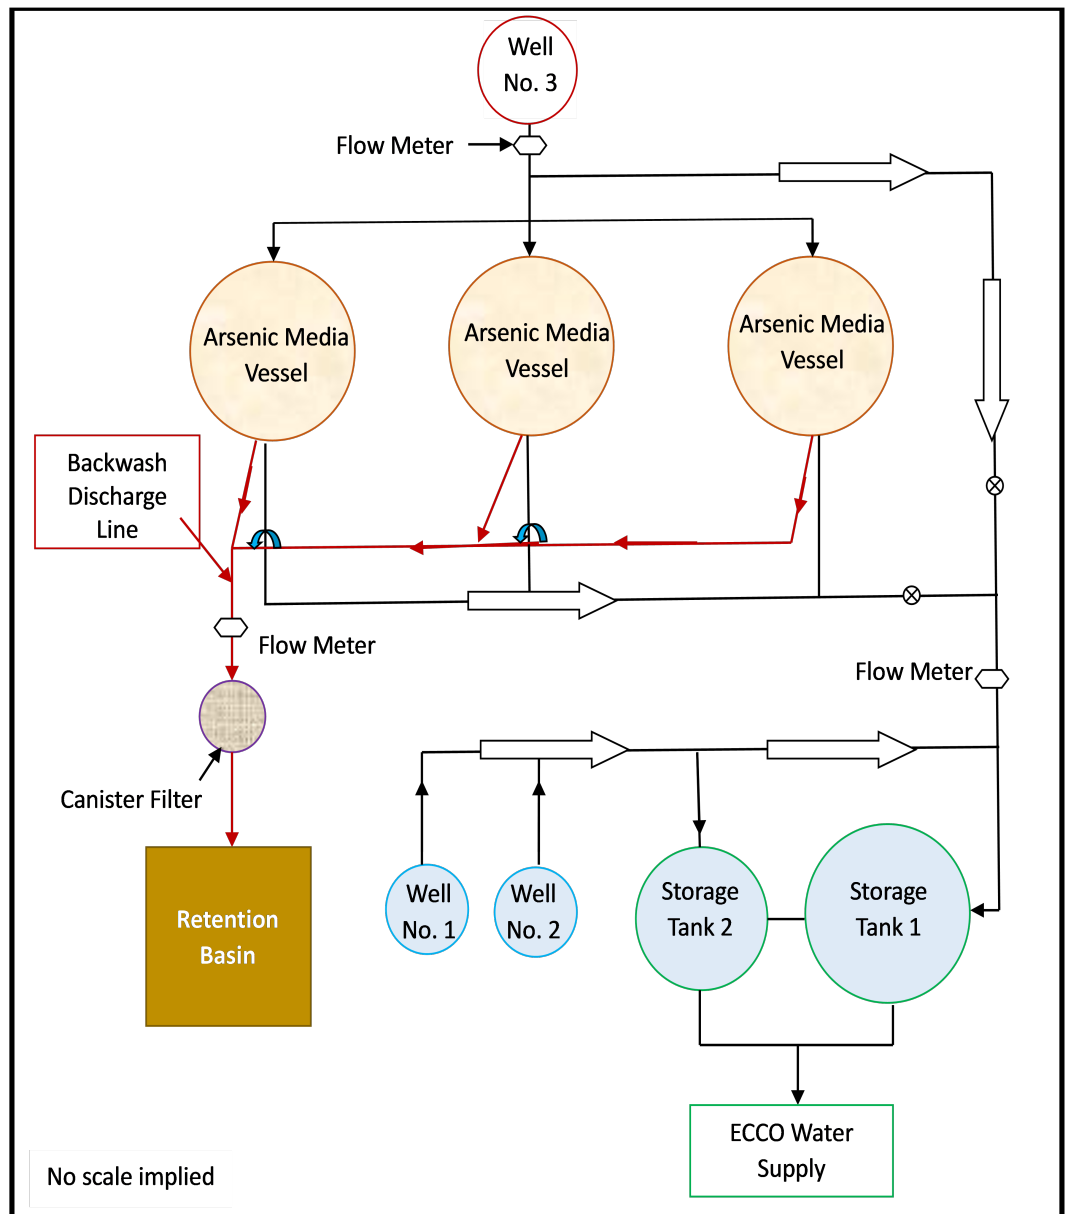 Well
No. 3
Flow Meter
Arsenic Media
Vessel
Arsenic Media
Vessel
Arsenic Media
Vessel
Backwash
Discharge
Line
Flow Meter
Flow Meter
Canister Filter
Retention
Basin
Well
No. 1
Well
No. 2
Storage
Tank 2
Storage
Tank 1
ECCO Water
Supply
No scale implied